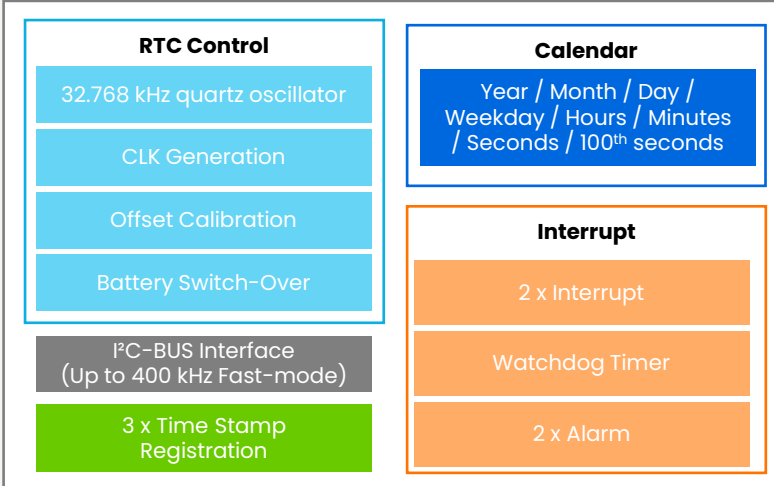 RTC Control
32.768 kHz quartz oscillator
CLK Generation
Offset Calibration
Battery Switch-Over
I²C-BUS Interface
(Up to 400 kHz Fast-mode)
3 x Time Stamp
Registration
Calendar
Year / Month / Day /
Weekday / Hours / Minutes
/ Seconds / 100ᵗʰ seconds
Interrupt
2 x Interrupt
Watchdog Timer
2 x Alarm